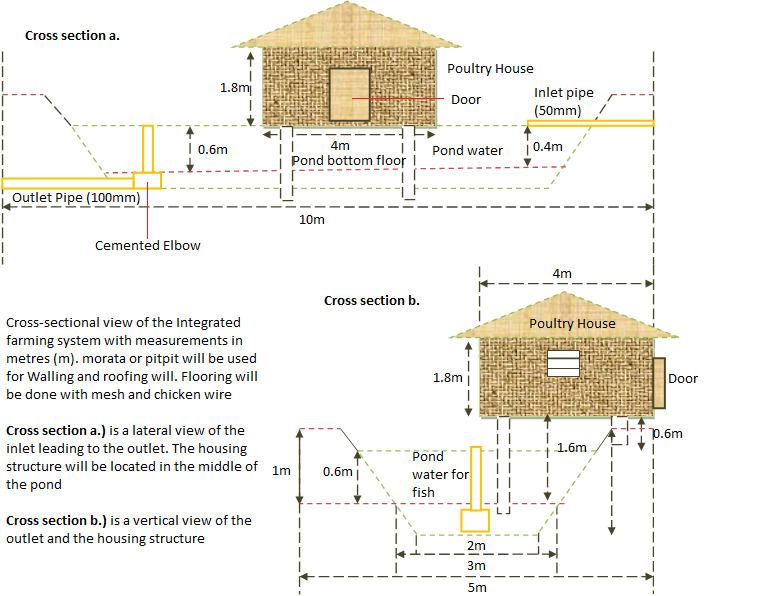 Cross section a.
Poultry House
1.8m
Door
Inlet pipe
(50mm)
0.6m
4m
Pond bottom floor
Pond water
0.4m
Outlet Pipe (100mm)
10m
Cemented Elbow
4m
Cross section b.
Poultry House
1.8m
Door
0.6m
1.6m
Pond
water for
fish
1m
0.6m
2m
3m
5m
Cross-sectional view of the Integrated
farming system with measurements in
metres (m). morata or pitpit will be used
for Walling and roofing will. Flooring will
be done with mesh and chicken wire
Cross section a.) is a lateral view of the
inlet leading to the outlet. The housing
structure will be located in the middle of
the pond
Cross section b.) is a vertical view of the
outlet and the housing structure